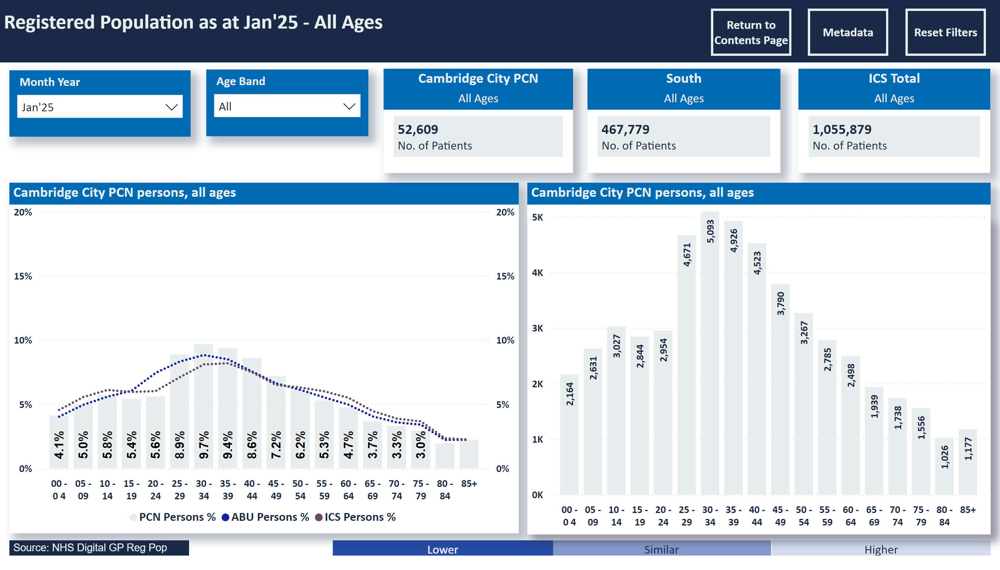 Registered Population as at Jan'25 - All Ages
Return to
Contents Page
Metadata
Reset Filters
Month Year
Jan'25
Age Band
All
Cambridge City PCN
All Ages
52,609
No. of Patients
South
All Ages
467,779
No. of Patients
ICS Total
All Ages
1,055,879
No. of Patients
Cambridge City PCN persons, all ages
20% 20%
15% 15%
10% 10%
5% 5%
0% 0%
4.1% 5.0% 5.8% 5.4% 5.6% 8.9% 9.7% 9.4% 8.6% 7.2% 6.2% 5.3% 4.7% 3.7% 3.3% 3.0%
00 - 05 - 10 - 15 - 20 - 25 - 30 - 35 - 40 - 45 - 50 - 55 - 60 - 65 - 70 - 75 - 80 - 85+
0 4 09 14 19 24 29 34 39 44 49 54 59 64 69 74 79 84
PCN Persons % ABU Persons % ICS Persons %
Cambridge City PCN persons, all ages
5K
4K
3K
2K
1K
0K
2,164 2,631 3,027 2,844 2,954 4,671 5,093 4,926 4,523 3,790 3,267 2,785 2,498 1,939 1,738 1,556 1,026 1,177
00 - 05 - 10 - 15 - 20 - 25 - 30 - 35 - 40 - 45 - 50 - 55 - 60 - 65 - 70 - 75 - 80 - 85+
0 4 09 14 19 24 29 34 39 44 49 54 59 64 69 74 79 84
Source: NHS Digital GP Reg Pop
Lower
Similar
Higher